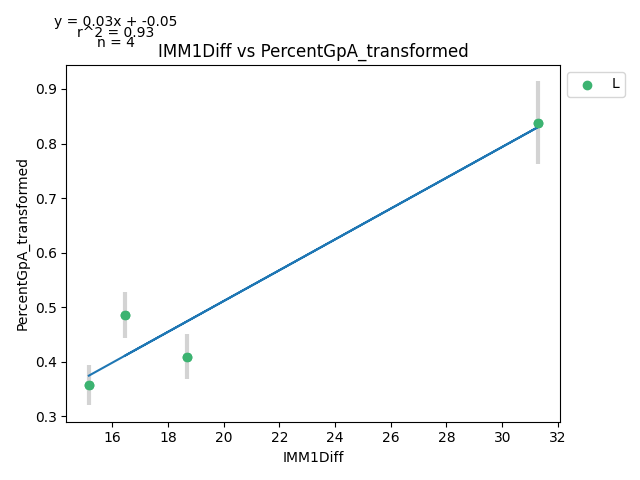 y = 0.03x + -0.05
r^2 = 0.93
n = 4
IMM1Diff vs PercentGpA_transformed
L
PercentGpA_transformed
0.9
0.8
0.7
0.6
0.5
0.4
0.3
16 18 20 22 24 26 28 30 32
IMM1Diff